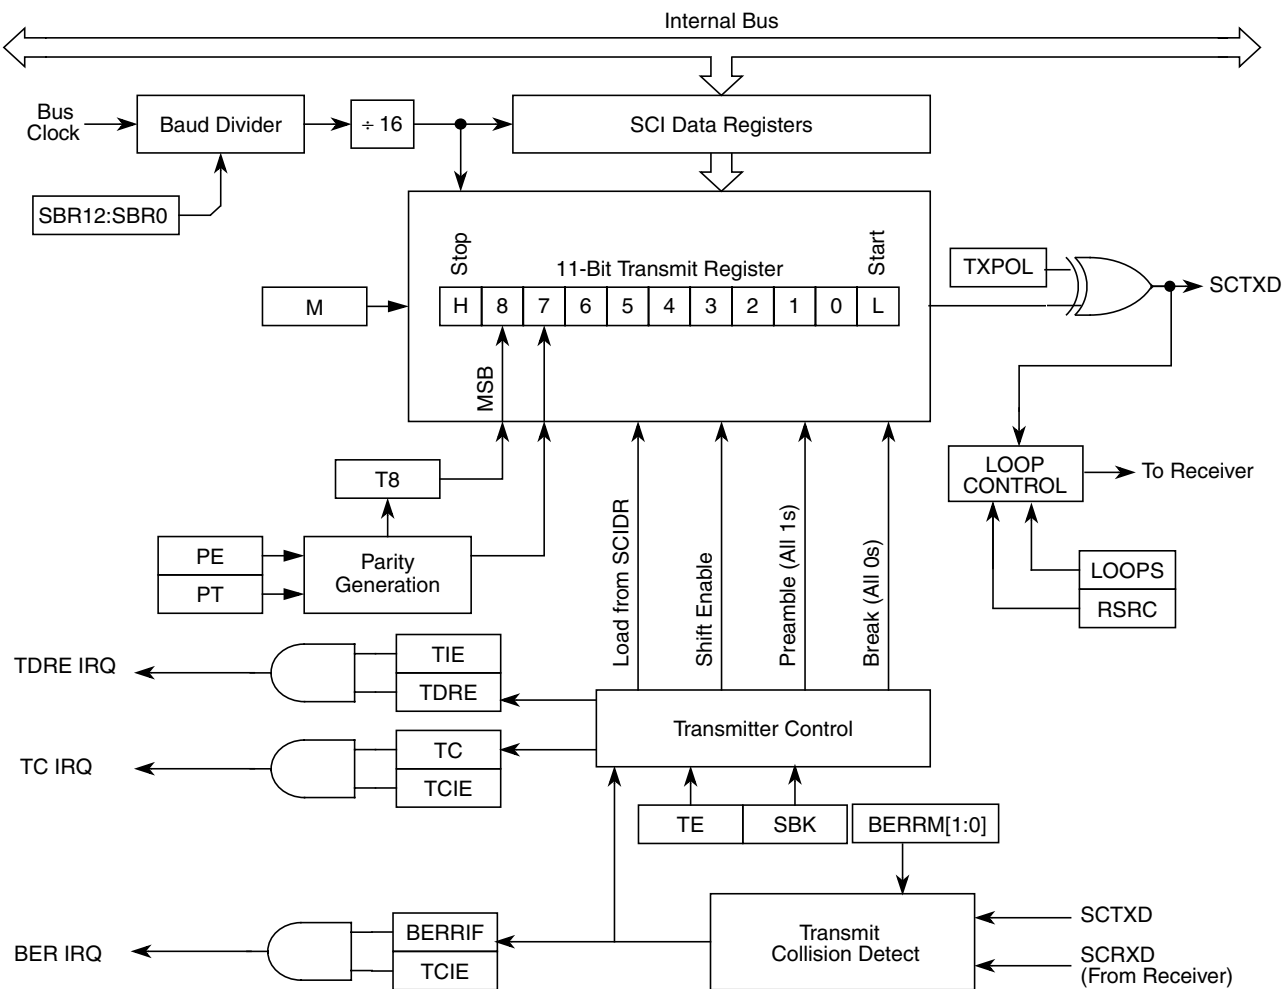 Internal Bus
Bus
Clock
Baud Divider
÷ 16
SCI Data Registers
SBR12:SBR0
Stop
11-Bit Transmit Register
Start
H 8 7 6 5 4 3 2 1 0 L
M
MSB
TXPOL
SCTXD
T8
LOOP
CONTROL
To Receiver
PE
PT
Parity
Generation
Load from SCIDR
Shift Enable
Preamble (All 1s)
Break (All 0s)
LOOPS
RSRC
TDRE IRQ
TIE
TDRE
Transmitter Control
TC IRQ
TC
TCIE
TE
SBK
BERRM[1:0]
BER IRQ
BERRIF
TCIE
Transmit
Collision Detect
SCTXD
SCRXD
(From Receiver)